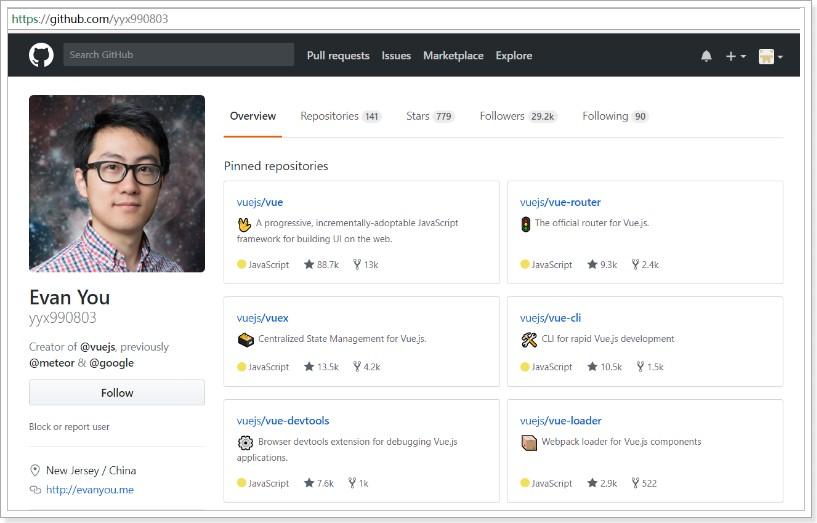 https://github.com/yyx990803
Search GitHub
Pull requests Issues Marketplace Explore
Overview Repositories 141 Stars 779 Followers 29.2k Following 90
Pinned repositories
vuejs/vue
A progressive, incrementally-adoptable JavaScript
framework for building UI on the web.
JavaScript 88.7k 13k
vuejs/vue-router
The official router for Vue.js.
JavaScript 9.3k 2.4k
vuejs/vuex
Centralized State Management for Vue.js.
JavaScript 13.5k 4.2k
vuejs/vue-cli
CLI for rapid Vue.js development
JavaScript 10.5k 1.5k
vuejs/vue-devtools
Browser devtools extension for debugging Vue.js
applications.
JavaScript 7.6k 1k
vuejs/vue-loader
Webpack loader for Vue.js components
JavaScript 2.9k 522
Evan You
yyx990803
Creator of @vuejs, previously
@meteor & @google
Follow
Block or report user
New Jersey / China
http://evanyou.me